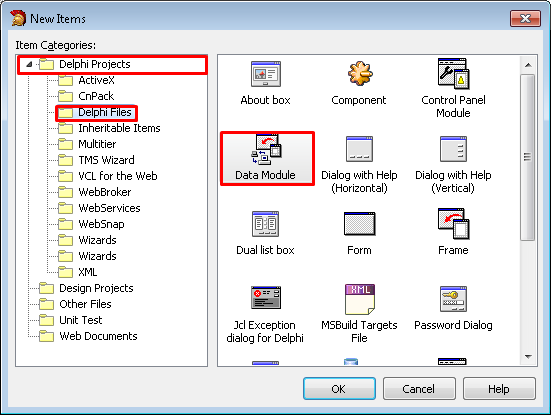 New Items
Item Categories:
Delphi Projects
ActiveX
CnPack
Delphi Files
Inheritable Items
Multitier
TMS Wizard
VCL for the Web
WebBroker
WebServices
WebSnap
Wizards
Wizards
XML
Design Projects
Other Files
Unit Test
Web Documents
About box
Component
Control Panel
Module
Data Module
Dialog with Help
(Horizontal)
Dialog with Help
(Vertical)
Dual list box
Form
Frame
Jcl Exception
dialog for Delphi
XML
MSBuild Targets
File
Password Dialog
OK
Cancel
Help